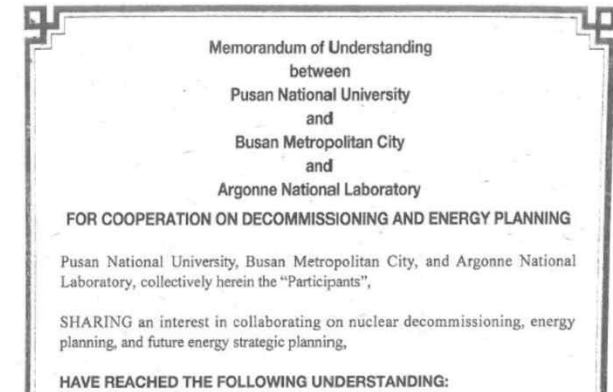 Memorandum of Understanding
between
Pusan National University
and
Busan Metropolitan City
and
Argonne National Laboratory
FOR COOPERATION ON DECOMMISSIONING AND ENERGY PLANNING
Pusan National University, Busan Metropolitan City, and Argonne National
Laboratory, collectively herein the “Participants”,
SHARING an interest in collaborating on nuclear decommissioning, energy
planning, and future energy strategic planning,
HAVE REACHED THE FOLLOWING UNDERSTANDING: